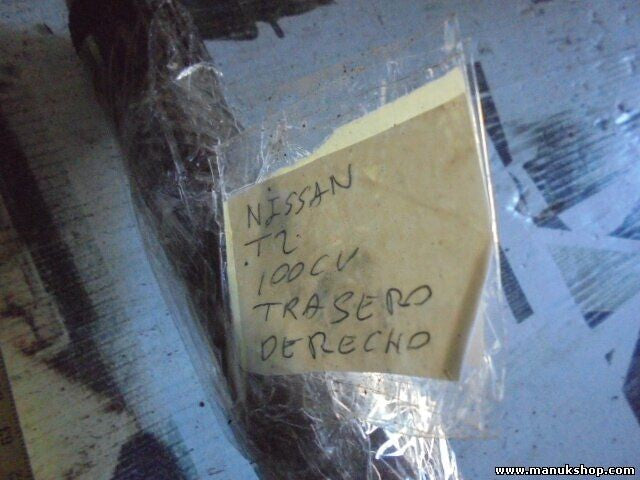 NISSAN
T2
100CV
TRASERO
DERECHO
www.manukshop.com